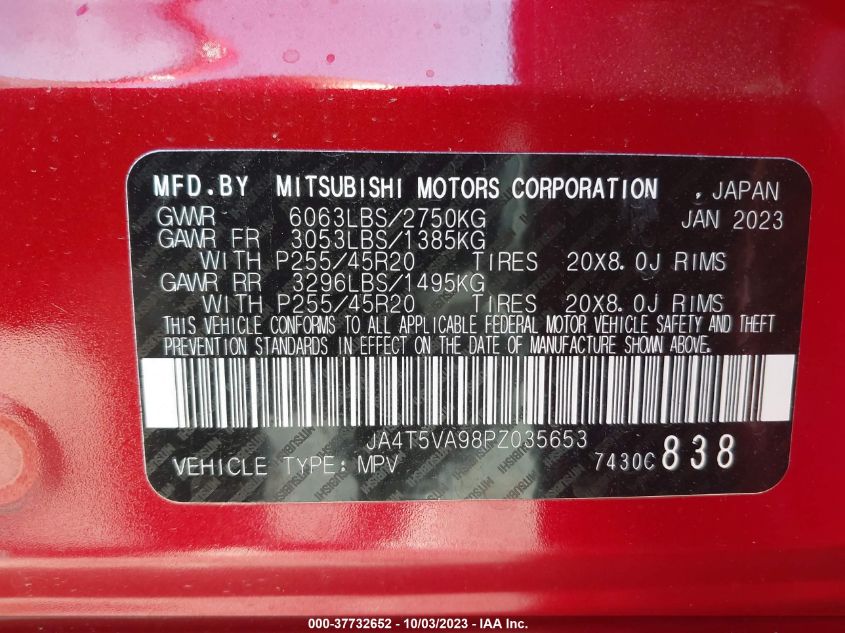 MFD.BY MITSUBISHI MOTORS CORPORATION , JAPAN
GVWR 6063LBS/2750KG JAN 2023
GAWR FR 3053LBS/1385KG
WITH P255/45R20 TIRES 20X8.0J RIMS
GAWR RR 3296LBS/1495KG
WITH P255/45R20 TIRES 20X8.0J RIMS
THIS VEHICLE CONFORMS TO ALL APPLICABLE FEDERAL MOTOR VEHICLE SAFETY AND THEFT
PREVENTION STANDARDS IN EFFECT ON THE DATE OF MANUFACTURE SHOWN ABOVE.
JA4T5VA98PZ035653
VEHICLE TYPE: MPV 7430C 838
000-37732652 - 10/03/2023 - IAA Inc.